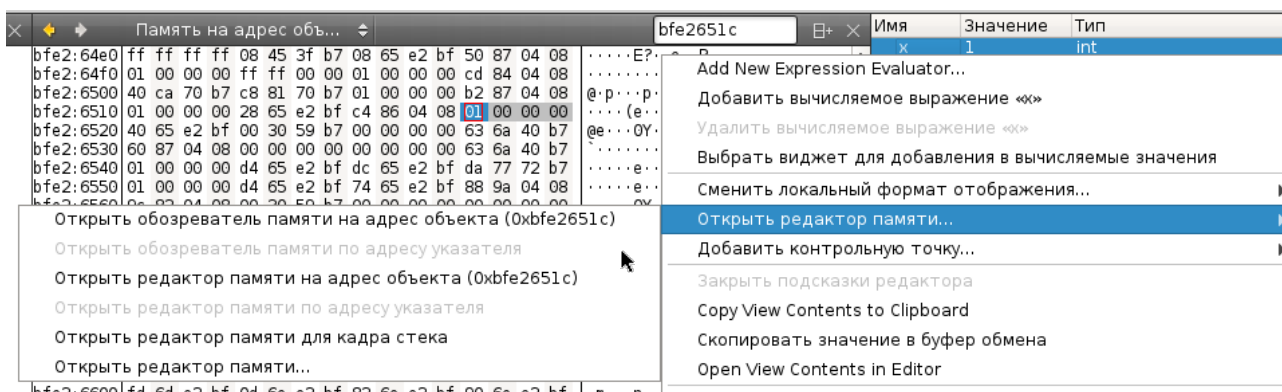 Память на адрес объ... bfe2651c Имя Значение Тип
x 1 int
bfe2:64e0 ff ff ff ff 08 45 3f b7 08 65 e2 bf 50 87 04 08
bfe2:64f0 01 00 00 00 ff ff 00 00 01 00 00 00 cd 84 04 08
bfe2:6500 40 ca 70 b7 c8 81 70 b7 01 00 00 00 b2 87 04 08 @·p···p·
bfe2:6510 01 00 00 00 28 65 e2 bf c4 86 04 08 01 00 00 00 ····(e··
bfe2:6520 40 65 e2 bf 00 30 59 b7 00 00 00 00 63 6a 40 b7 @e···0Y·
bfe2:6530 60 87 04 08 00 00 00 00 00 00 00 00 63 6a 40 b7 `·······
bfe2:6540 01 00 00 00 d4 65 e2 bf dc 65 e2 bf da 77 72 b7 ·····e··
bfe2:6550 01 00 00 00 d4 65 e2 bf 74 65 e2 bf 88 9a 04 08 ·····e··
Add New Expression Evaluator...
Добавить вычисляемое выражение «x»
Удалить вычисляемое выражение «x»
Выбрать виджет для добавления в вычисляемые значения
Сменить локальный формат отображения...
Открыть редактор памяти...
Добавить контрольную точку...
Закрыть подсказки редактора
Copy View Contents to Clipboard
Скопировать значение в буфер обмена
Open View Contents in Editor
Открыть обозреватель памяти на адрес объекта (0xbfe2651c)
Открыть обозреватель памяти по адресу указателя
Открыть редактор памяти на адрес объекта (0xbfe2651c)
Открыть редактор памяти по адресу указателя
Открыть редактор памяти для кадра стека
Открыть редактор памяти...